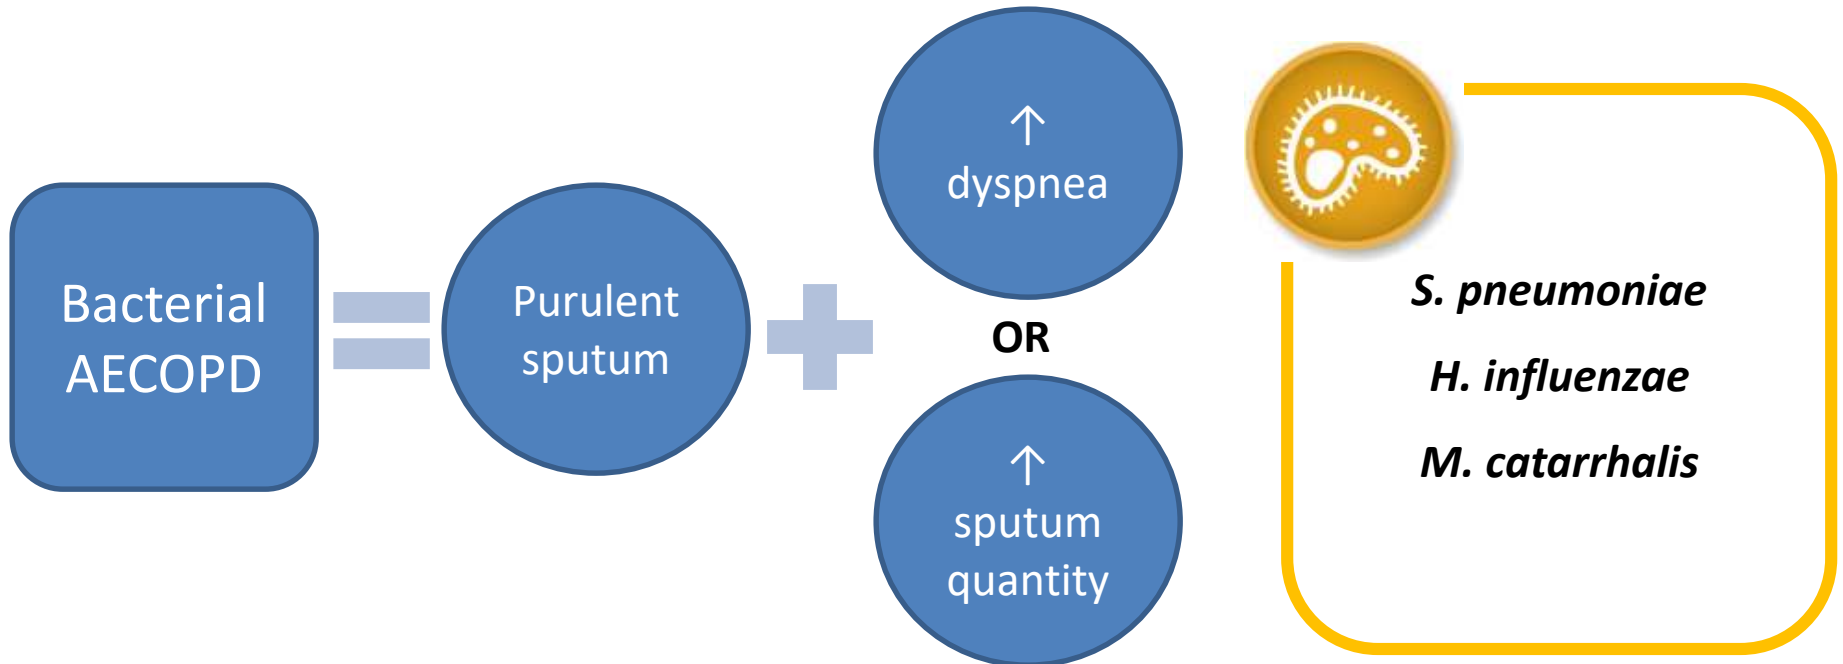 Bacterial
AECOPD
Purulent
sputum
↑
dyspnea
OR
↑
sputum
quantity
S. pneumoniae
H. influenzae
M. catarrhalis